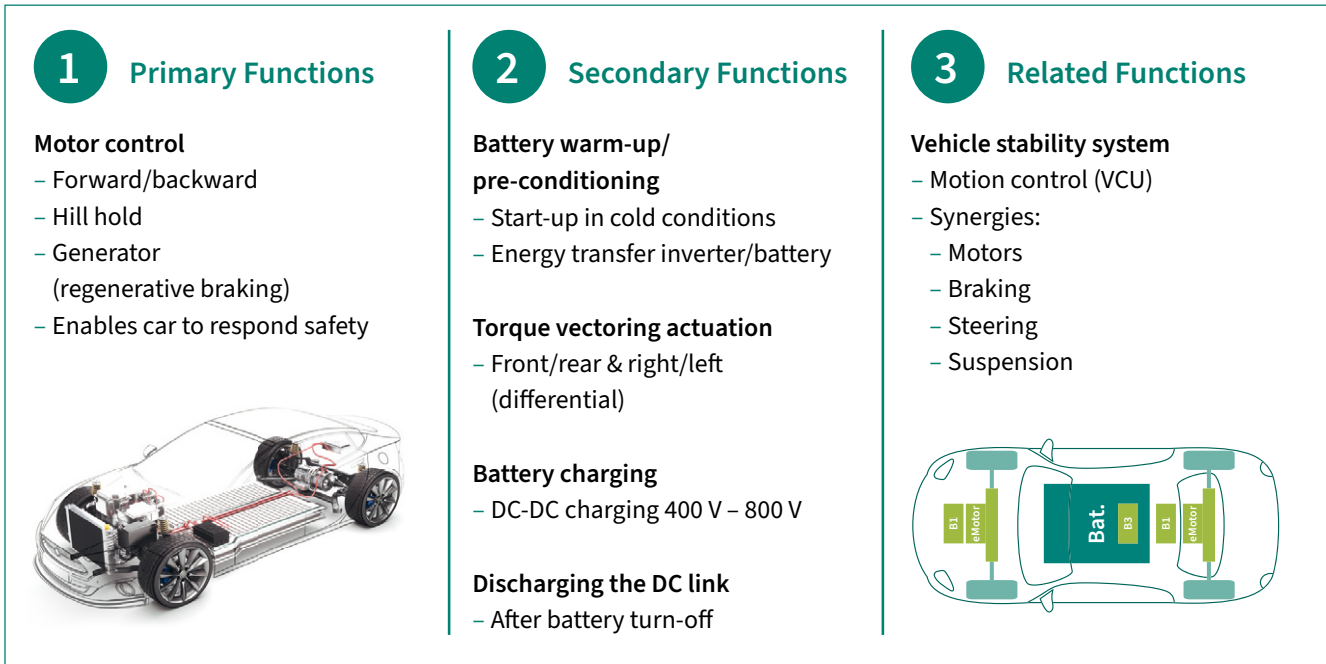 1 Primary Functions
Motor control
– Forward/backward
– Hill hold
– Generator
(regenerative braking)
– Enables car to respond safety
2 Secondary Functions
Battery warm-up/
pre-conditioning
– Start-up in cold conditions
– Energy transfer inverter/battery
Torque vectoring actuation
– Front/rear & right/left
(differential)
Battery charging
– DC-DC charging 400 V – 800 V
Discharging the DC link
– After battery turn-off
3 Related Functions
Vehicle stability system
– Motion control (VCU)
– Synergies:
– Motors
– Braking
– Steering
– Suspension
B1
eMotor
Bat.
B3
B1
eMotor